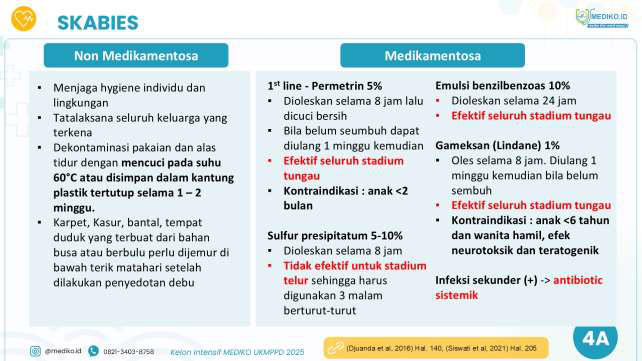 SKABIES
MEDIKO.ID
Non Medikamentosa
Medikamentosa
▪ Menjaga hygiene individu dan
lingkungan
▪ Tatalaksana seluruh keluarga yang
terkena
▪ Dekontaminasi pakaian dan alas
tidur dengan mencuci pada suhu
60°C atau disimpan dalam kantung
plastik tertutup selama 1 – 2
minggu.
▪ Karpet, Kasur, bantal, tempat
duduk yang terbuat dari bahan
busa atau berbulu perlu dijemur di
bawah terik matahari setelah
dilakukan penyedotan debu
1st line - Permetrin 5%
▪ Dioleskan selama 8 jam lalu
dicuci bersih
▪ Bila belum seumbuh dapat
diulang 1 minggu kemudian
▪ Efektif seluruh stadium
tungau
▪ Kontraindikasi : anak <2
bulan
Sulfur presipitatum 5-10%
▪ Dioleskan selama 8 jam
▪ Tidak efektif untuk stadium
telur sehingga harus
digunakan 3 malam
berturut-turut
Emulsi benzilbenzoas 10%
▪ Dioleskan selama 24 jam
▪ Efektif seluruh stadium tungau
Gameksan (Lindane) 1%
▪ Oles selama 8 jam. Diulang 1
minggu kemudian bila belum
sembuh
▪ Efektif seluruh stadium tungau
▪ Kontraindikasi : anak <6 tahun
dan wanita hamil, efek
neurotoksik dan teratogenik
Infeksi sekunder (+) -> antibiotic
sistemik
4A
@mediko.id
0821-3403-8758
Kelon Intensif MEDIKO UKMPPD 2025
(Djuanda et al, 2016) Hal. 140, (Siswati et al, 2021) Hal. 205